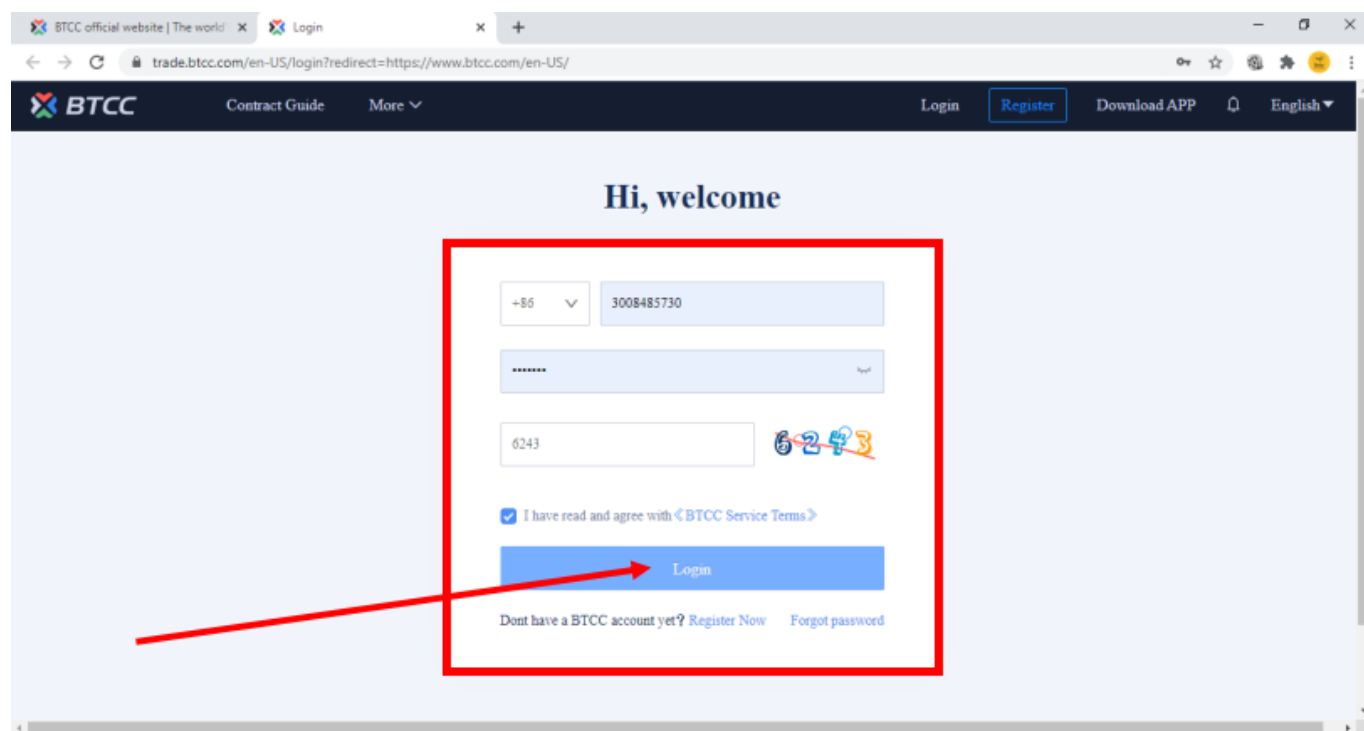 BTCC official website | The world'
Login
trade.btcc.com/en-US/login?redirect=https://www.btcc.com/en-US/
BTCC Contract Guide More Login Register Download APP English
Hi, welcome
+86 3008485730
•••••••
6243 6243
I have read and agree with《BTCC Service Terms》
Login
Dont have a BTCC account yet? Register Now Forgot password